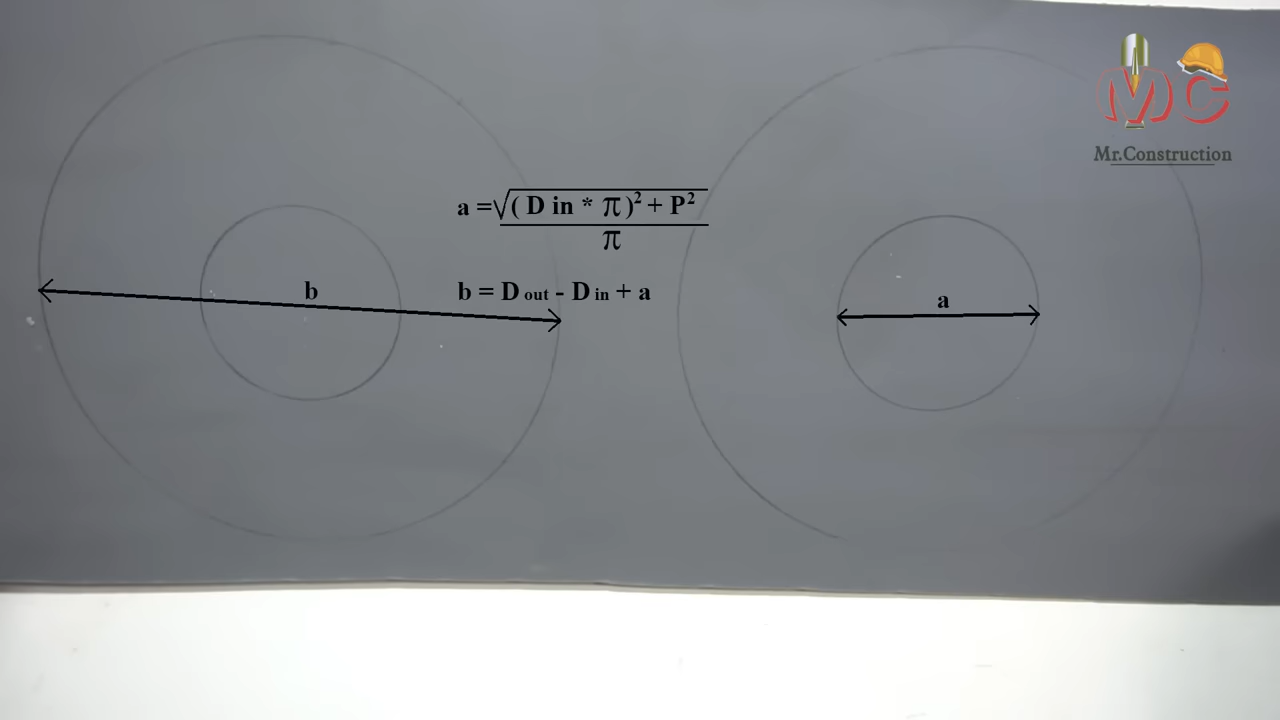 MC
Mr.Construction
a = √( D in * π )² + P²
π
b = D out - D in + a
b
a